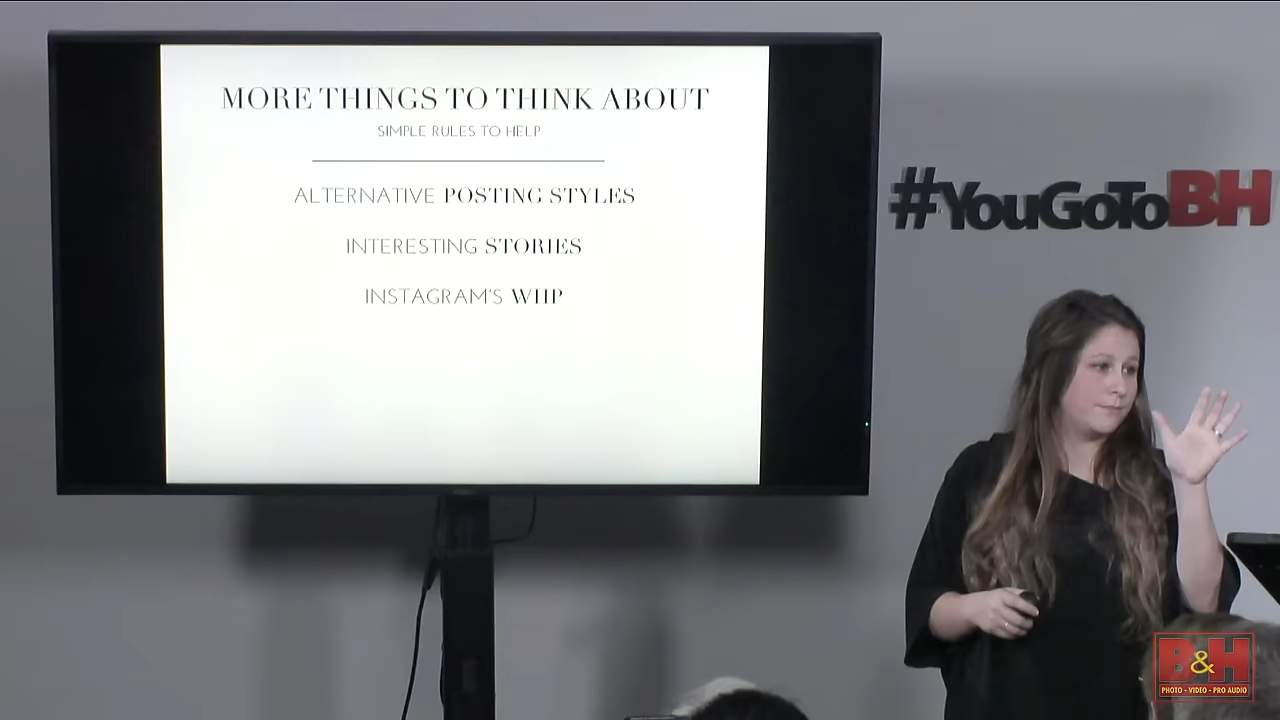 MORE THINGS TO THINK ABOUT
SIMPLE RULES TO HELP
ALTERNATIVE POSTING STYLES
INTERESTING STORIES
INSTAGRAM'S WHP
#YouGoToBH
B&H
PHOTO - VIDEO - PRO AUDIO